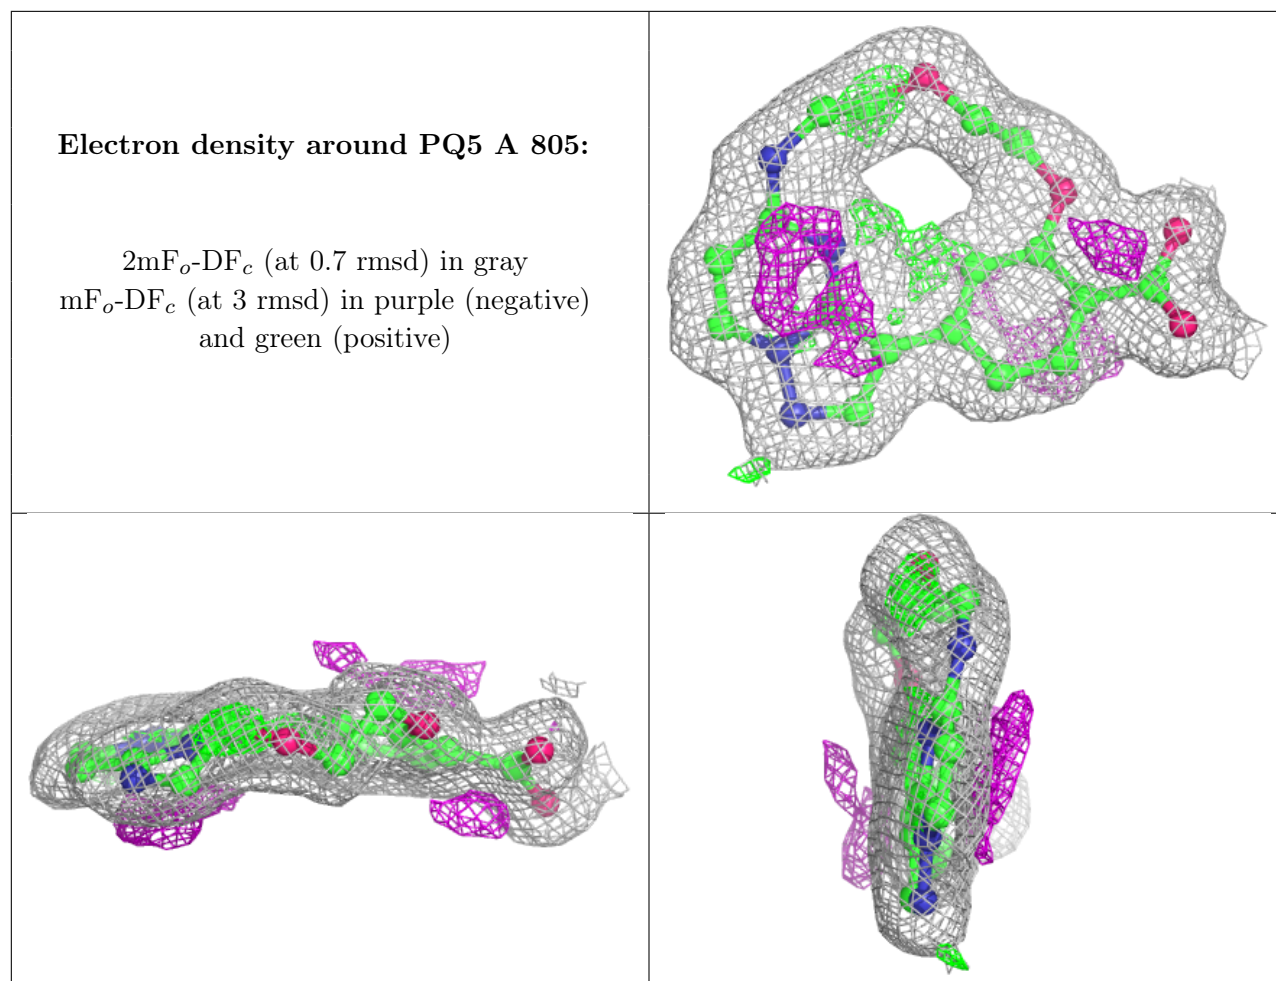 Electron density around PQ5 A 805:
2mFo-DFc (at 0.7 rmsd) in gray
mFo-DFc (at 3 rmsd) in purple (negative)
and green (positive)